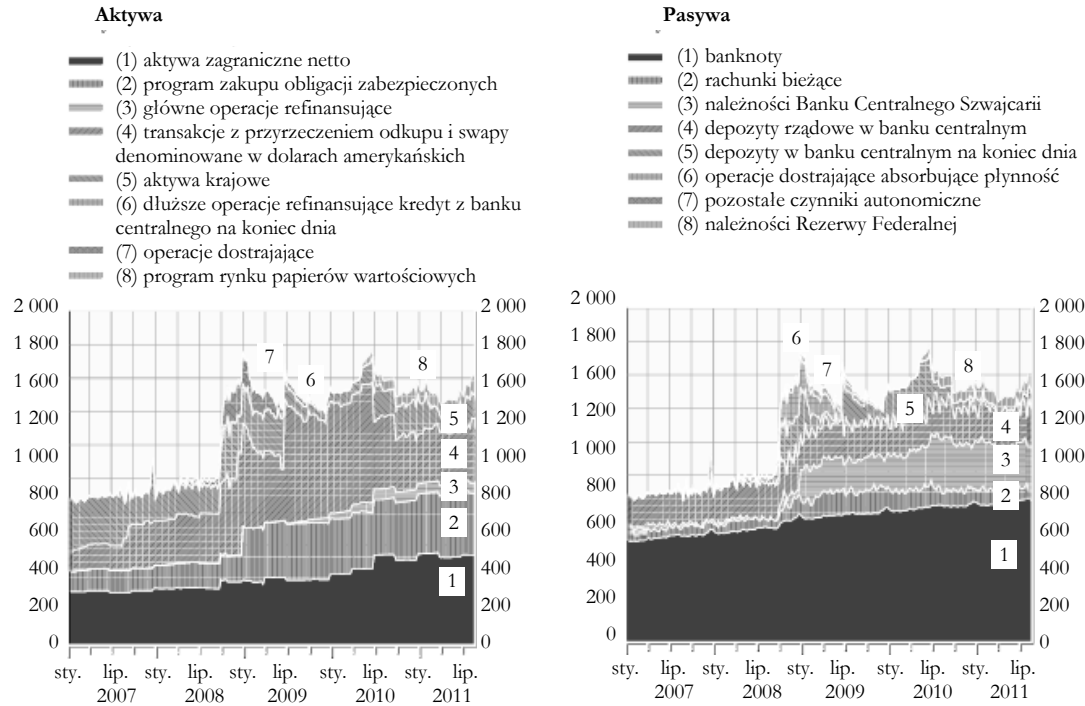 Aktywa
(1) aktywa zagraniczne netto
(2) program zakupu obligacji zabezpieczonych
(3) główne operacje refinansujące
(4) transakcje z przyrzeczeniem odkupu i swapy
denominowane w dolarach amerykańskich
(5) aktywa krajowe
(6) dłuższe operacje refinansujące kredyt z banku
centralnego na koniec dnia
(7) operacje dostrajające
(8) program rynku papierów wartościowych
2 000 2 000
1 800 1 800
1 600 1 600
1 200 1 200
1 000 1 000
800 800
600 600
400 400
200 200
0 0
7
6
8
5
4
3
2
1
sty. lip. sty. lip. sty. lip. sty. lip. sty. lip.
2007 2008 2009 2010 2011
Pasywa
(1) banknoty
(2) rachunki bieżące
(3) należności Banku Centralnego Szwajcarii
(4) depozyty rządowe w banku centralnym
(5) depozyty w banku centralnym na koniec dnia
(6) operacje dostrajające absorbujące płynność
(7) pozostałe czynniki autonomiczne
(8) należności Rezerwy Federalnej
2 000 2 000
1 800 1 800
1 600 1 600
1 200 1 200
1 000 1 000
800 800
600 600
400 400
200 200
0 0
6
7
8
5
4
3
2
1
sty. lip. sty. lip. sty. lip. sty. lip. sty. lip.
2007 2008 2009 2010 2011